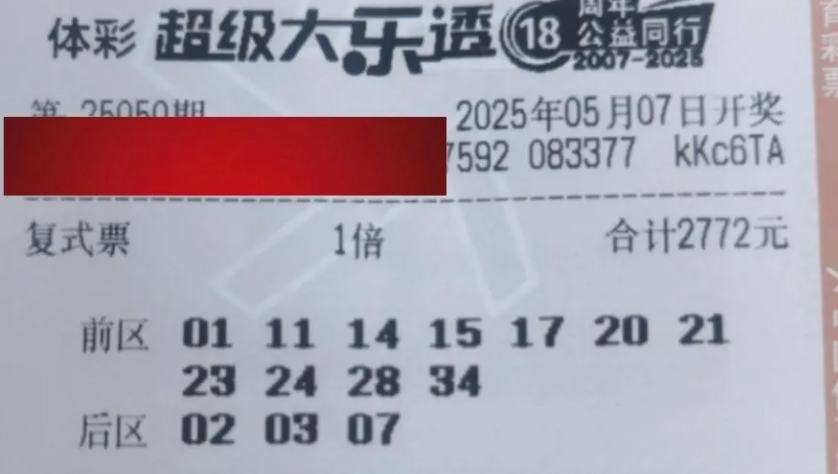 体彩 超级大乐透 18 周年 公益同行 2007-2025
第 25050期 2025年05月07日开奖
7592 083377 kKc6TA
复式票 1倍 合计2772元
前区 01 11 14 15 17 20 21
23 24 28 34
后区 02 03 07
育彩票